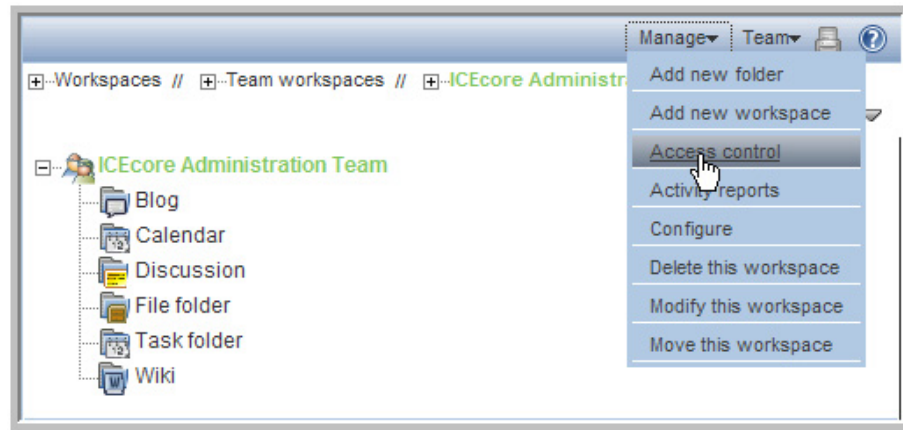 Manage Team
Workspaces // Team workspaces // ICEcore Administr
Add new folder
Add new workspace
Access control
Activity reports
Configure
Delete this workspace
Modify this workspace
Move this workspace
ICEcore Administration Team
Blog
Calendar
Discussion
File folder
Task folder
Wiki